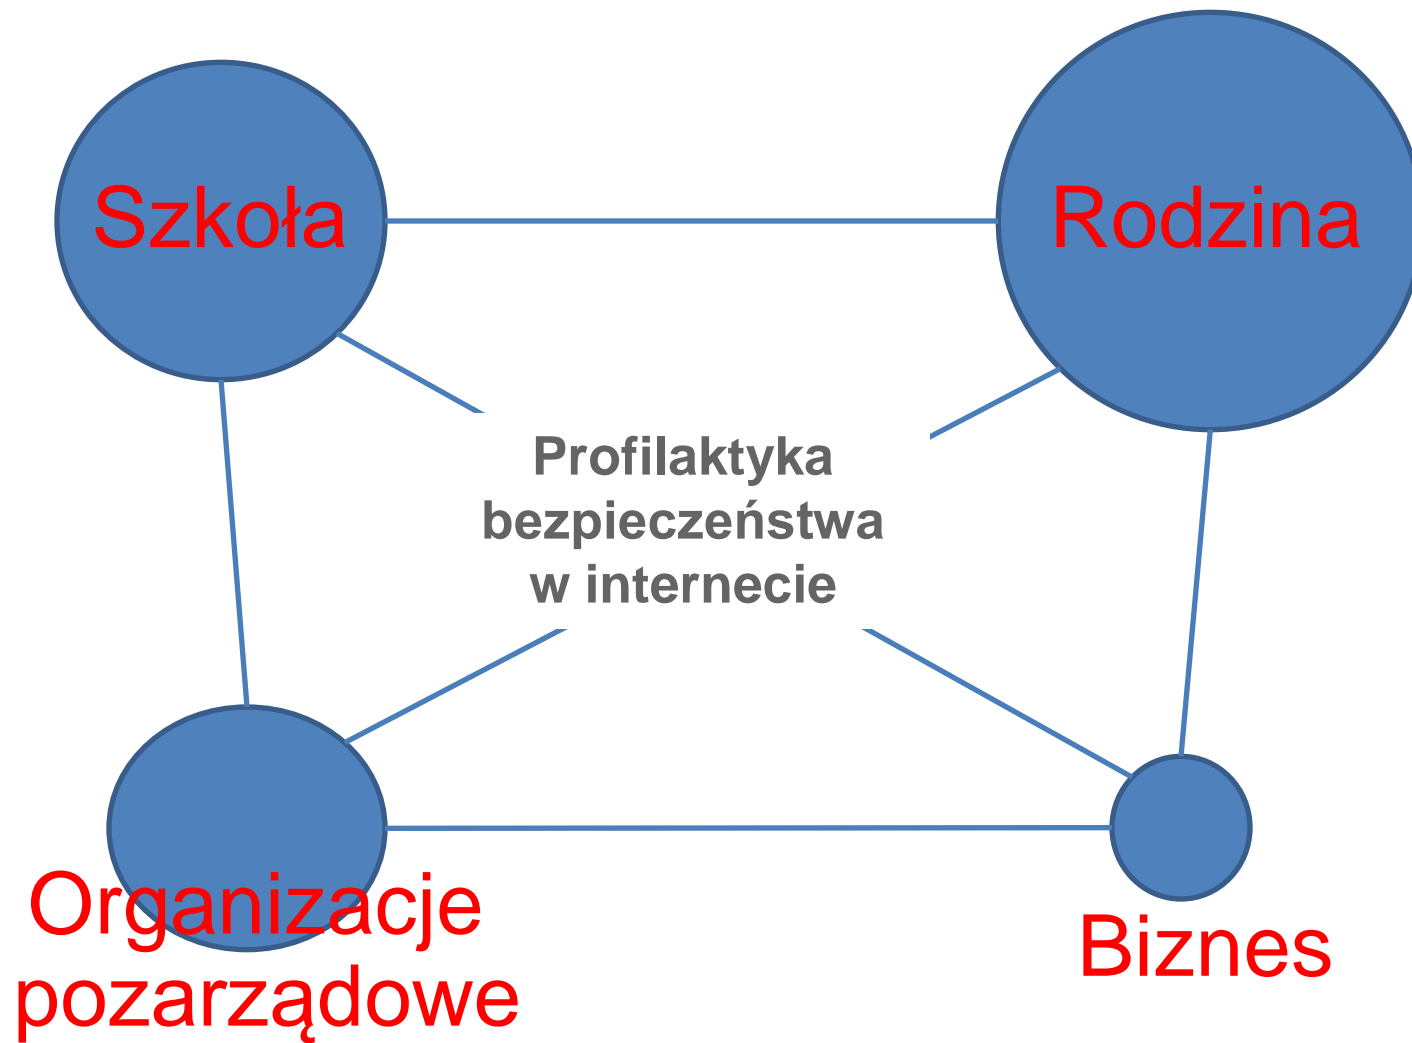 Szkoła
Rodzina
Profilaktyka
bezpieczeństwa
w internecie
Organizacje
pozarządowe
Biznes